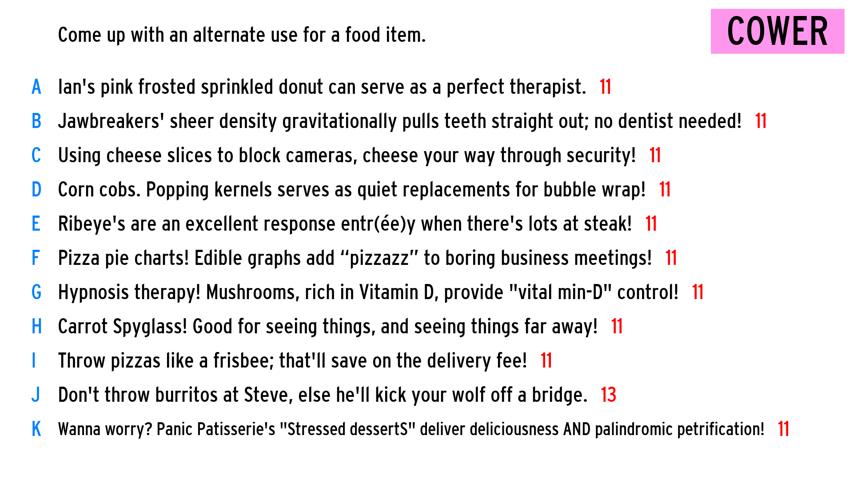 Come up with an alternate use for a food item.
COWER
A Ian's pink frosted sprinkled donut can serve as a perfect therapist. 11
B Jawbreakers' sheer density gravitationally pulls teeth straight out; no dentist needed! 11
C Using cheese slices to block cameras, cheese your way through security! 11
D Corn cobs. Popping kernels serves as quiet replacements for bubble wrap! 11
E Ribeye's are an excellent response entr(ée)y when there's lots at steak! 11
F Pizza pie charts! Edible graphs add “pizzazz” to boring business meetings! 11
G Hypnosis therapy! Mushrooms, rich in Vitamin D, provide "vital min-D" control! 11
H Carrot Spyglass! Good for seeing things, and seeing things far away! 11
I Throw pizzas like a frisbee; that'll save on the delivery fee! 11
J Don't throw burritos at Steve, else he'll kick your wolf off a bridge. 13
K Wanna worry? Panic Patisserie's "Stressed dessertS" deliver deliciousness AND palindromic petrification! 11